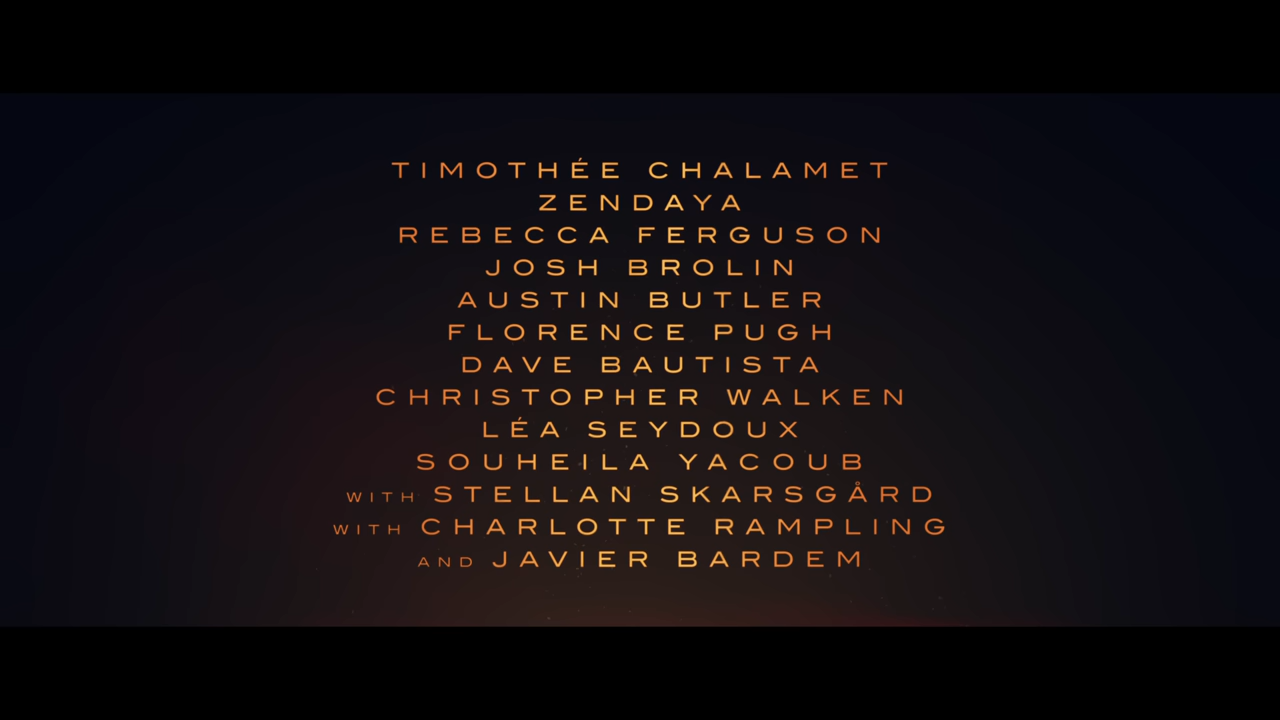 TIMOTHÉE CHALAMET
ZENDAYA
REBECCA FERGUSON
JOSH BROLIN
AUSTIN BUTLER
FLORENCE PUGH
DAVE BAUTISTA
CHRISTOPHER WALKEN
LÉA SEYDOUX
SOUHEILA YACOUB
WITH STELLAN SKARSGÅRD
WITH CHARLOTTE RAMPLING
AND JAVIER BARDEM